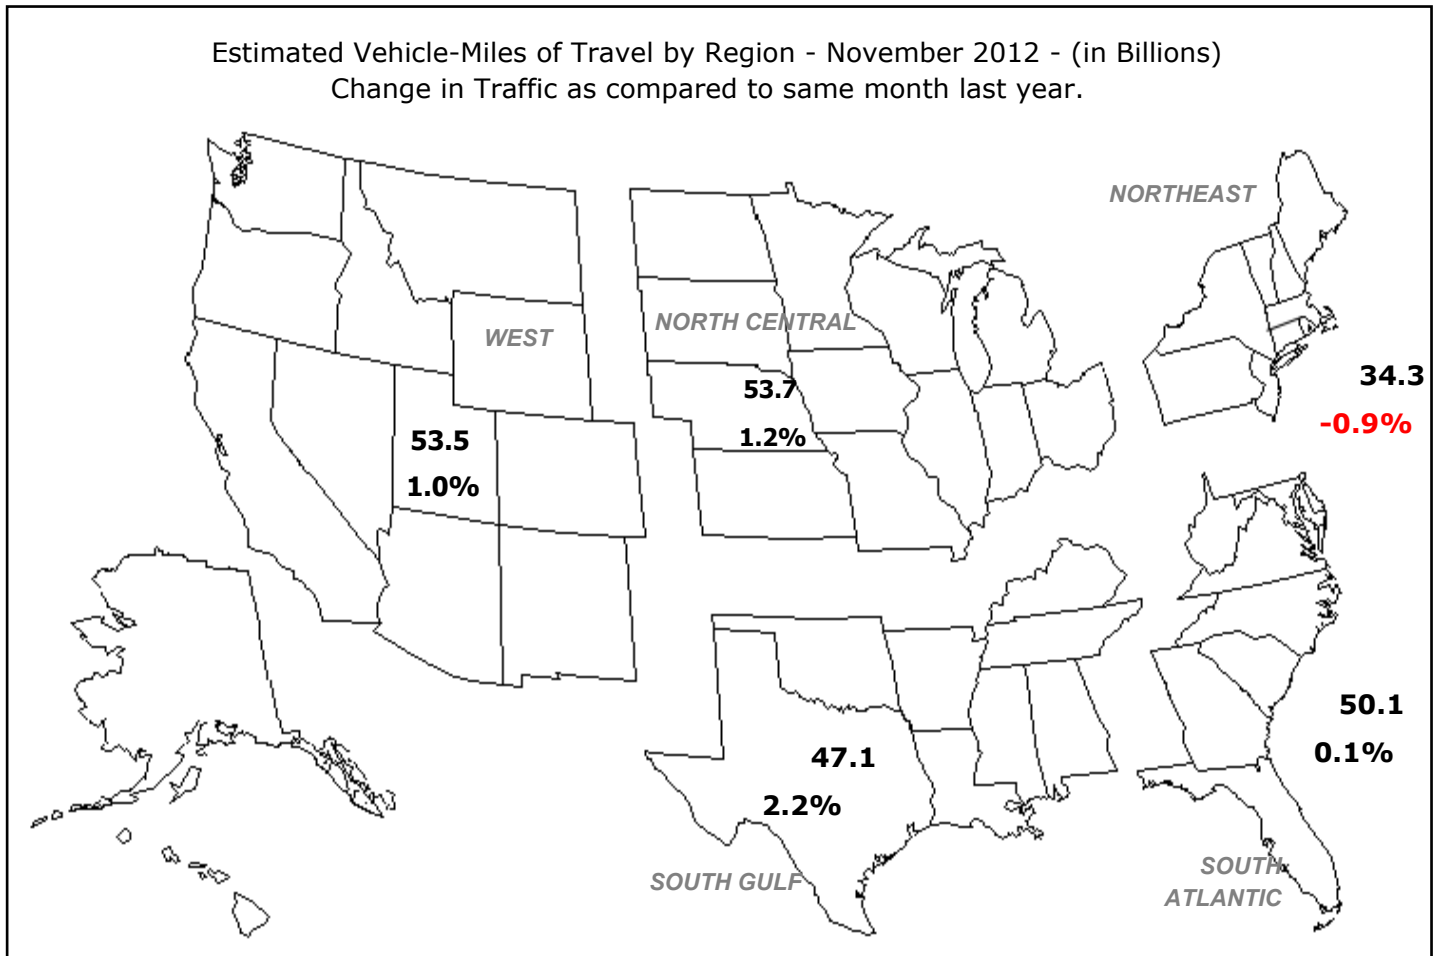 Estimated Vehicle-Miles of Travel by Region - November 2012 - (in Billions)
Change in Traffic as compared to same month last year.
NORTHEAST
WEST
NORTH CENTRAL
34.3
-0.9%
53.7
1.2%
53.5
1.0%
50.1
0.1%
47.1
2.2%
SOUTH GULF
SOUTH
ATLANTIC